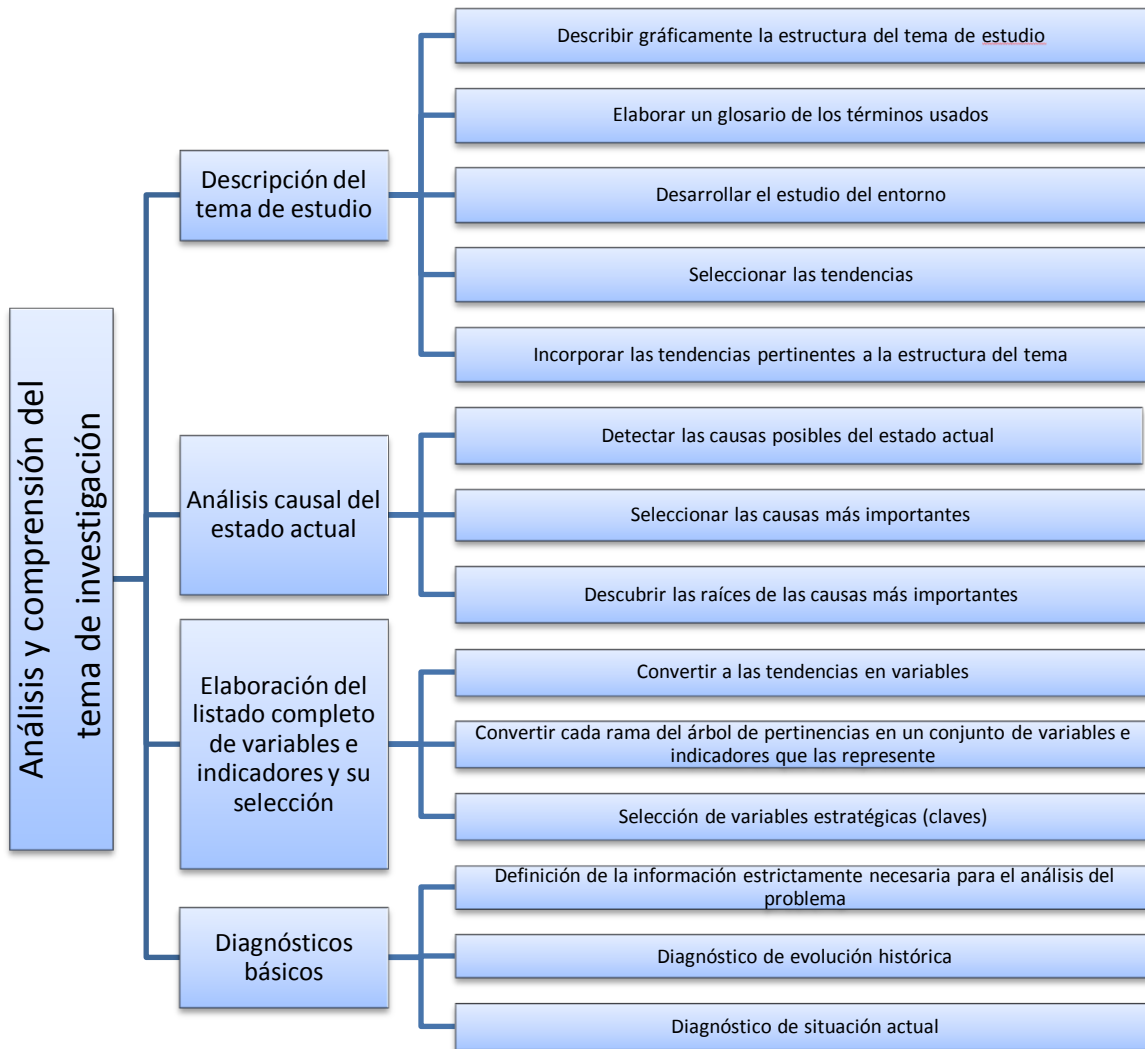 Análisis y comprensión del
tema de investigación
Descripción del
tema de estudio
Describir gráficamente la estructura del tema de estudio
Elaborar un glosario de los términos usados
Desarrollar el estudio del entorno
Seleccionar las tendencias
Incorporar las tendencias pertinentes a la estructura del tema
Análisis causal del
estado actual
Detectar las causas posibles del estado actual
Seleccionar las causas más importantes
Descubrir las raíces de las causas más importantes
Elaboración del
listado completo
de variables e
indicadores y su
selección
Convertir a las tendencias en variables
Convertir cada rama del árbol de pertinencias en un conjunto de variables e
indicadores que las represente
Selección de variables estratégicas (claves)
Diagnósticos
básicos
Definición de la información estrictamente necesaria para el análisis del
problema
Diagnóstico de evolución histórica
Diagnóstico de situación actual